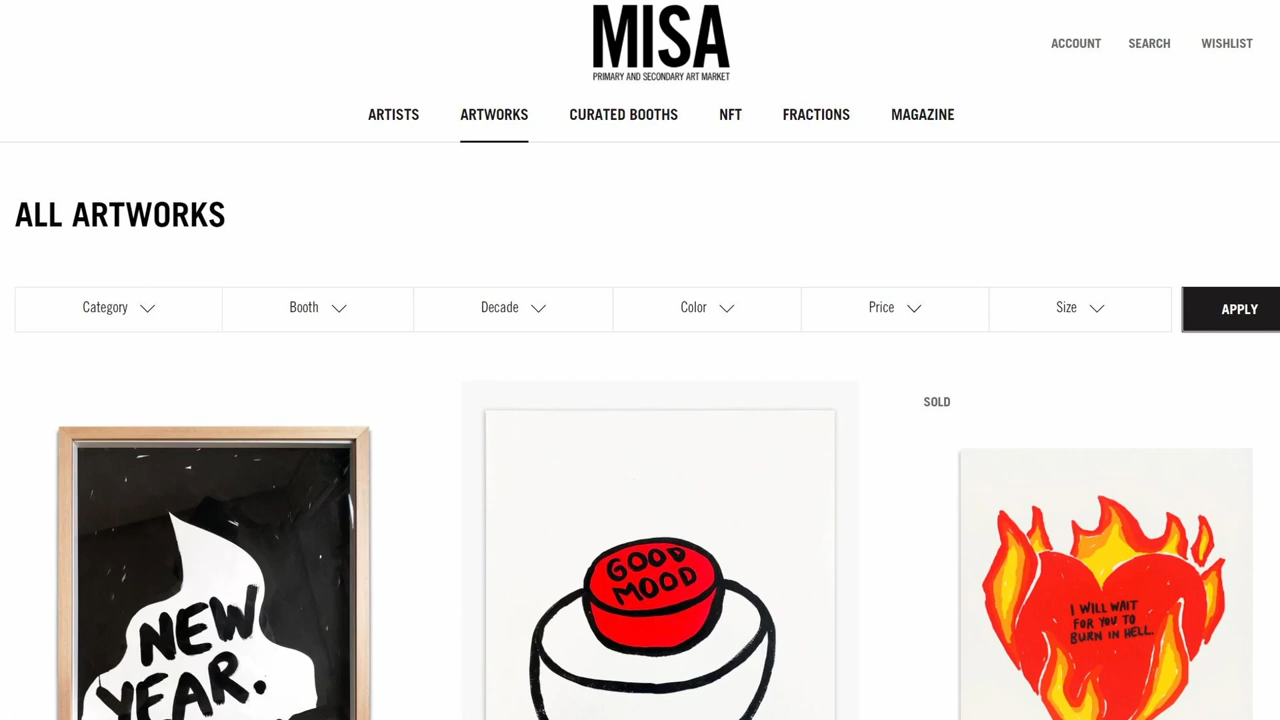 MISA
PRIMARY AND SECONDARY ART MARKET
ACCOUNT SEARCH WISHLIST
ARTISTS ARTWORKS CURATED BOOTHS NFT FRACTIONS MAGAZINE
ALL ARTWORKS
Category Booth Decade Color Price Size APPLY
SOLD
NEW
YEAR.
GOOD
MOOD
I WILL WAIT
FOR YOU TO
BURN IN HELL.